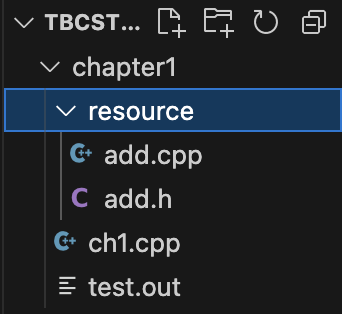 TBCST...
chapter1
resource
C++ add.cpp
C add.h
C++ ch1.cpp
test.out